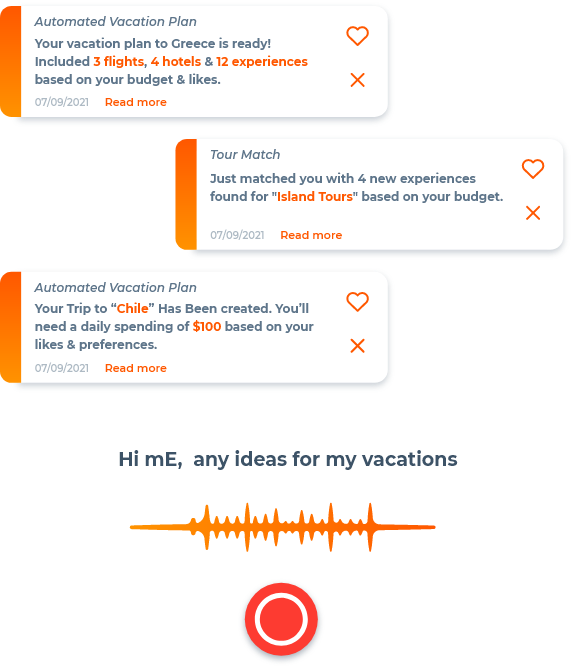 Automated Vacation Plan
Your vacation plan to Greece is ready!
Included 3 flights, 4 hotels & 12 experiences
based on your budget & likes.
07/09/2021 Read more
Tour Match
Just matched you with 4 new experiences
found for "Island Tours" based on your budget.
07/09/2021 Read more
Automated Vacation Plan
Your Trip to “Chile” Has Been created. You’ll
need a daily spending of $100 based on your
likes & preferences.
07/09/2021 Read more
Hi mE,  any ideas for my vacations